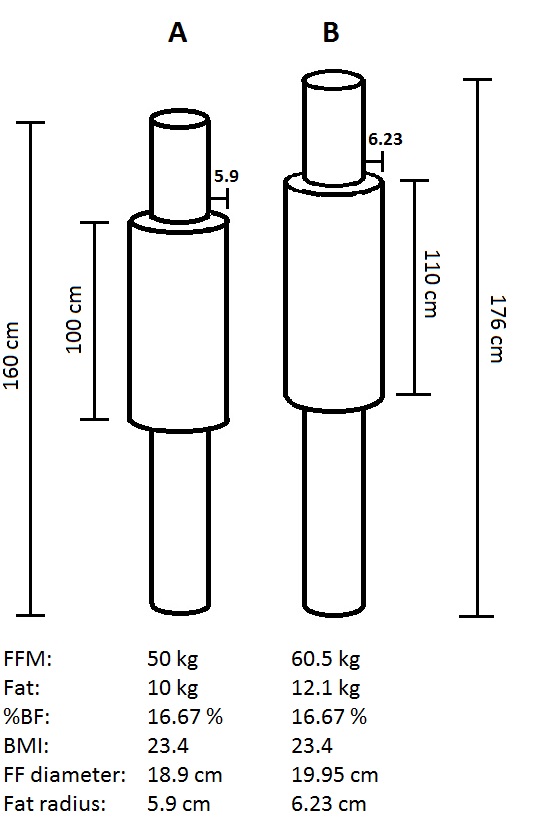 A B
6.23
5.9
100 cm
110 cm
160 cm
176 cm
FFM: 50 kg 60.5 kg
Fat: 10 kg 12.1 kg
%BF: 16.67 % 16.67 %
BMI: 23.4 23.4
FF diameter: 18.9 cm 19.95 cm
Fat radius: 5.9 cm 6.23 cm